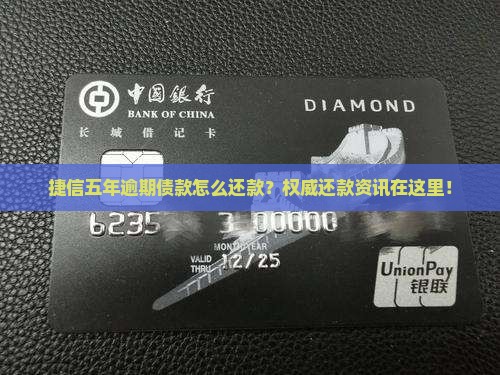 中国銀行
BANK OF CHINA
DIAMOND
长城借记卡
捷信五年逾期债款怎么还款？权威还款资讯在这里！
6235 3 00000
MONTH/YEAR
VALID THRU 12/25
UnionPay
银联